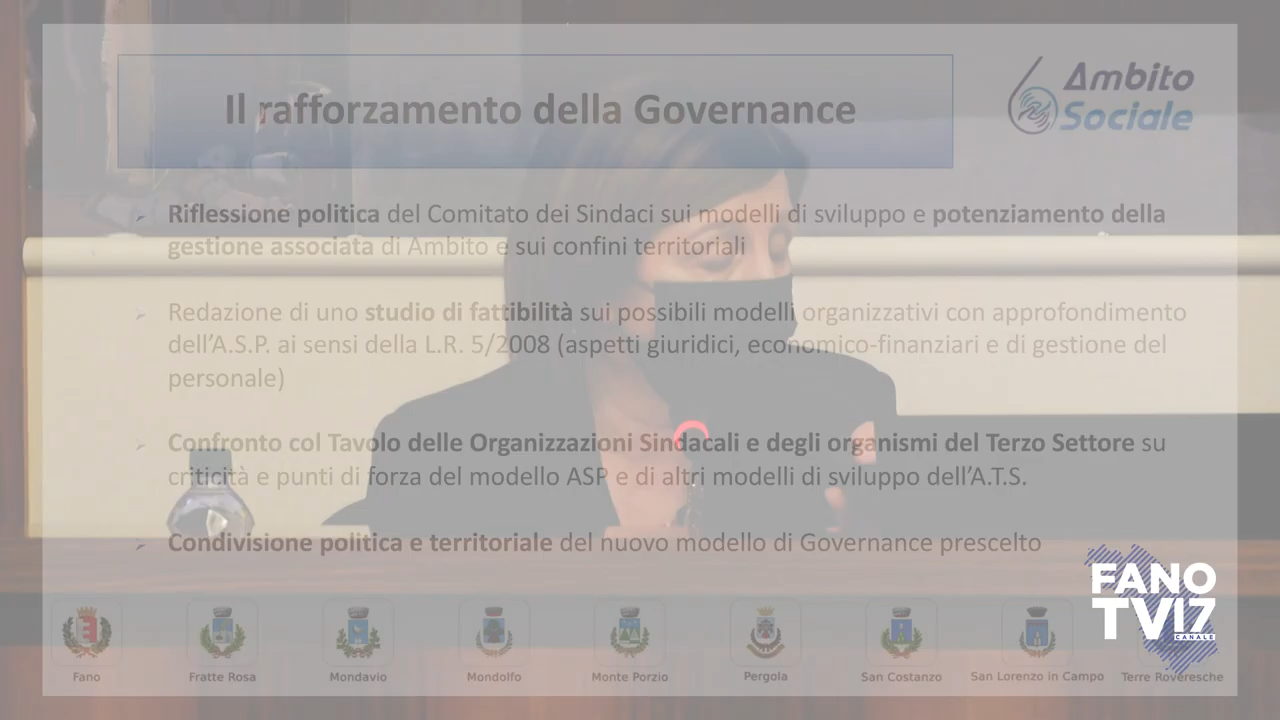 Il rafforzamento della Governance
6 Ambito
Sociale
Riflessione politica del Comitato dei Sindaci sui modelli di sviluppo e potenziamento della
gestione associata di Ambito e sui confini territoriali
Redazione di uno studio di fattibilità sui possibili modelli organizzativi con approfondimento
dell'A.S.P. ai sensi della L.R. 5/2008 (aspetti giuridici, economico-finanziari e di gestione del
personale)
Confronto col Tavolo delle Organizzazioni Sindacali e degli organismi del Terzo Settore su
criticità e punti di forza del modello ASP e di altri modelli di sviluppo dell'A.T.S.
Condivisione politica e territoriale del nuovo modello di Governance prescelto
FANO
TV17
CANALE
Fano Fratte Rosa Mondavio Mondolfo Monte Porzio Pergola San Costanzo San Lorenzo in Campo Terre Roveresche